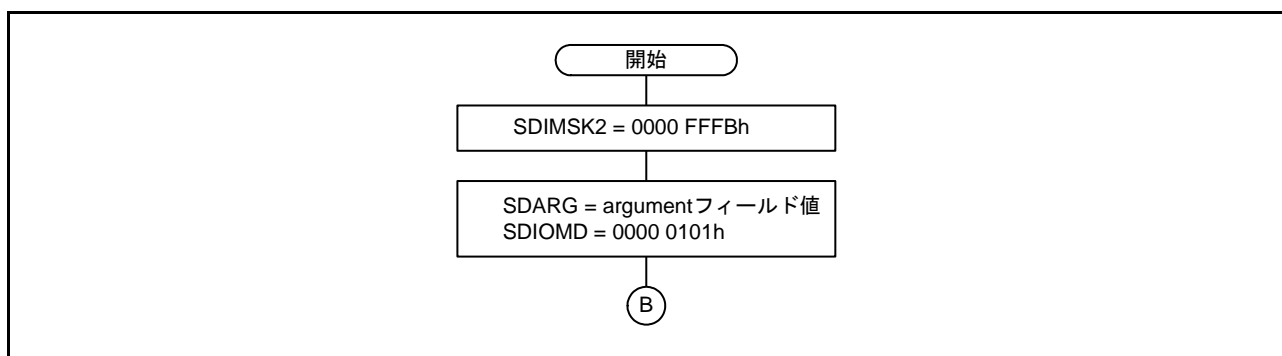 開始
SDIMSK2 = 0000 FFFBh
SDARG = argumentフィールド値
SDIOMD = 0000 0101h
B